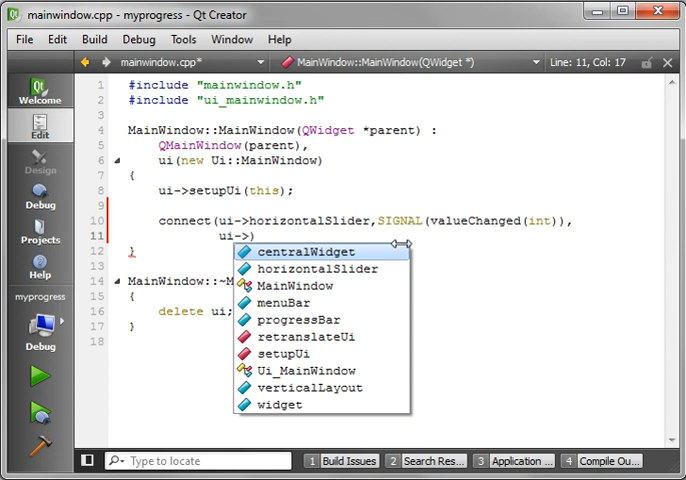 mainwindow.cpp - myprogress - Qt Creator
File Edit Build Debug Tools Window Help
mainwindow.cpp* MainWindow::MainWindow(QWidget *) Line: 11, Col: 17
Qt
Welcome
Edit
Design
Debug
Projects
Help
myprogress
Debug
1 #include "mainwindow.h"
2 #include "ui_mainwindow.h"
3
4 MainWindow::MainWindow(QWidget *parent) :
5 QMainWindow(parent),
6 ui(new Ui::MainWindow)
7 {
8 ui->setupUi(this);
9
10 connect(ui->horizontalSlider,SIGNAL(valueChanged(int)),
11 ui->)
12 }
13
14 MainWindow::~M
15 {
16 delete ui;
17 }
18
centralWidget
horizontalSlider
MainWindow
menuBar
progressBar
retranslateUi
setupUi
Ui_MainWindow
verticalLayout
widget
Type to locate 1 Build Issues 2 Search Res... 3 Application ... 4 Compile Ou...